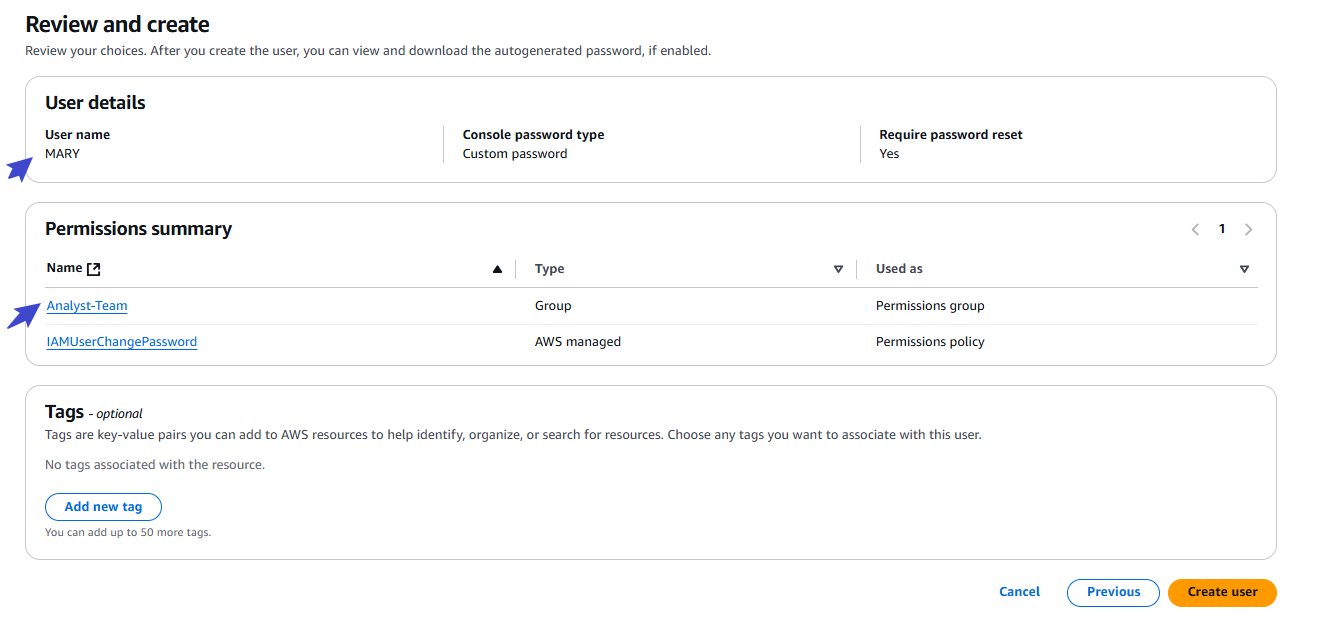 Review and create
Review your choices. After you create the user, you can view and download the autogenerated password, if enabled.
User details
User name
MARY
Console password type
Custom password
Require password reset
Yes
Permissions summary
1
Name Type Used as
Analyst-Team Group Permissions group
IAMUserChangePassword AWS managed Permissions policy
Tags - optional
Tags are key-value pairs you can add to AWS resources to help identify, organize, or search for resources. Choose any tags you want to associate with this user.
No tags associated with the resource.
Add new tag
You can add up to 50 more tags.
Cancel Previous Create user